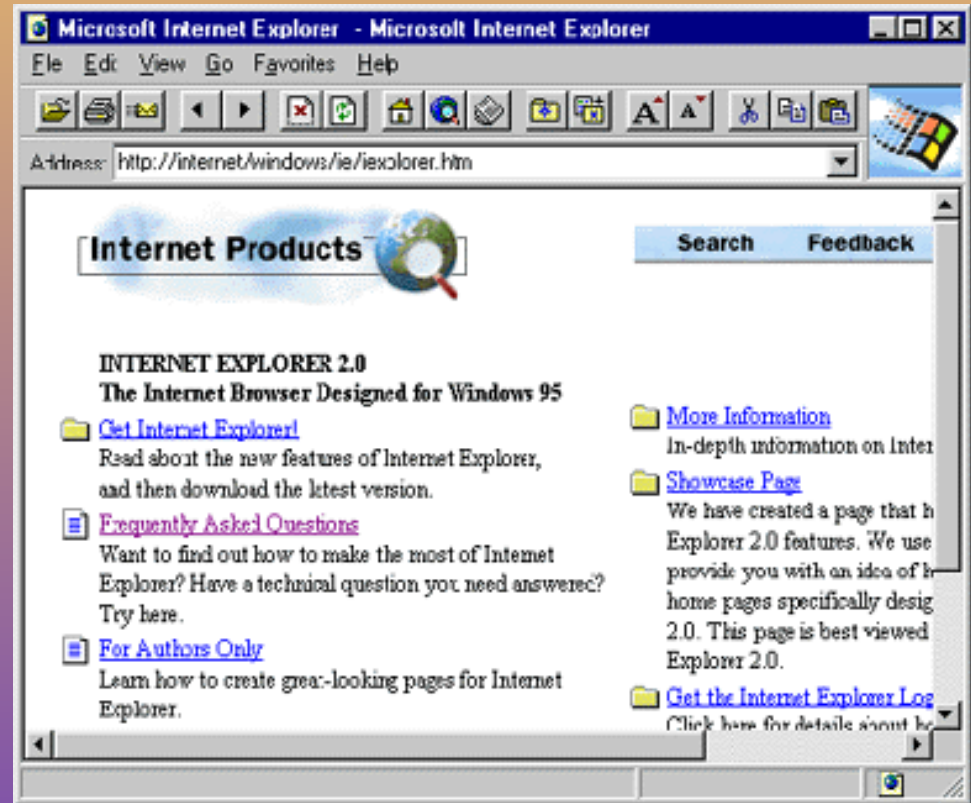 Microsoft Internet Explorer - Microsoft Internet Explorer
File Edit View Go Favorites Help
Address: http://internet/windows/ie/iexplorer.htm
Internet Products
Search Feedback
INTERNET EXPLORER 2.0
The Internet Browser Designed for Windows 95
Get Internet Explorer!
Read about the new features of Internet Explorer,
and then download the latest version.
Frequently Asked Questions
Want to find out how to make the most of Internet
Explorer? Have a technical question you need answered?
Try here.
For Authors Only
Learn how to create great-looking pages for Internet
Explorer.
More Information
In-depth information on Inter
Showcase Page
We have created a page that h
Explorer 2.0 features. We use
provide you with an idea of h
home pages specifically desig
2.0. This page is best viewed
Explorer 2.0.
Get the Internet Explorer Log
Click here for details about ho